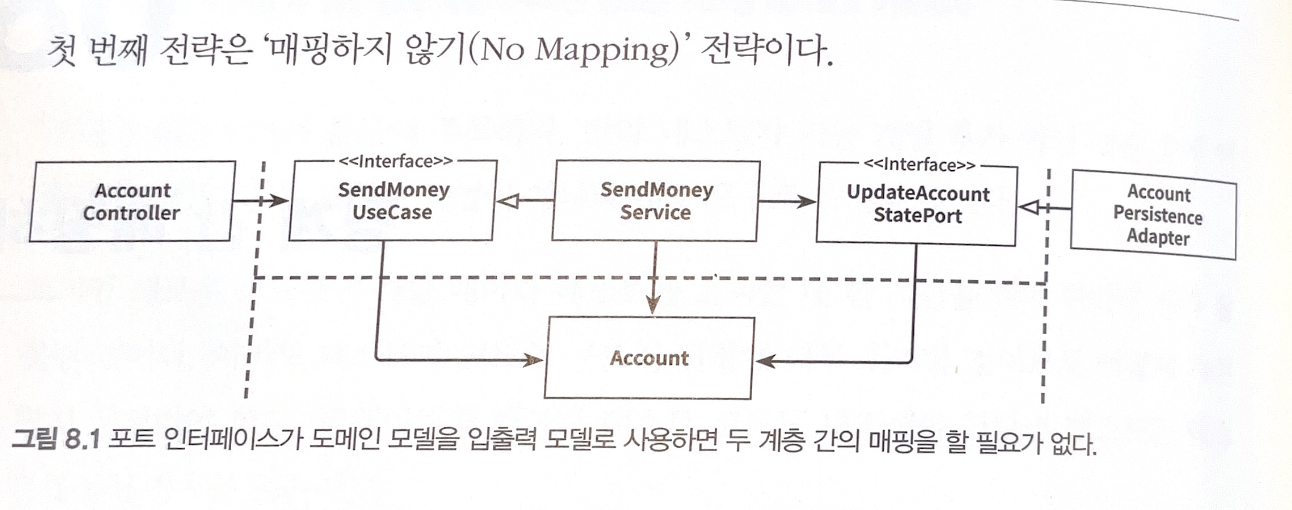 첫 번째 전략은 ‘매핑하지 않기(No Mapping)’ 전략이다.
Account
Controller
<<Interface>>
SendMoney
UseCase
SendMoney
Service
<<Interface>>
UpdateAccount
StatePort
Account
Persistence
Adapter
Account
그림 8.1 포트 인터페이스가 도메인 모델을 입출력 모델로 사용하면 두 계층 간의 매핑을 할 필요가 없다.